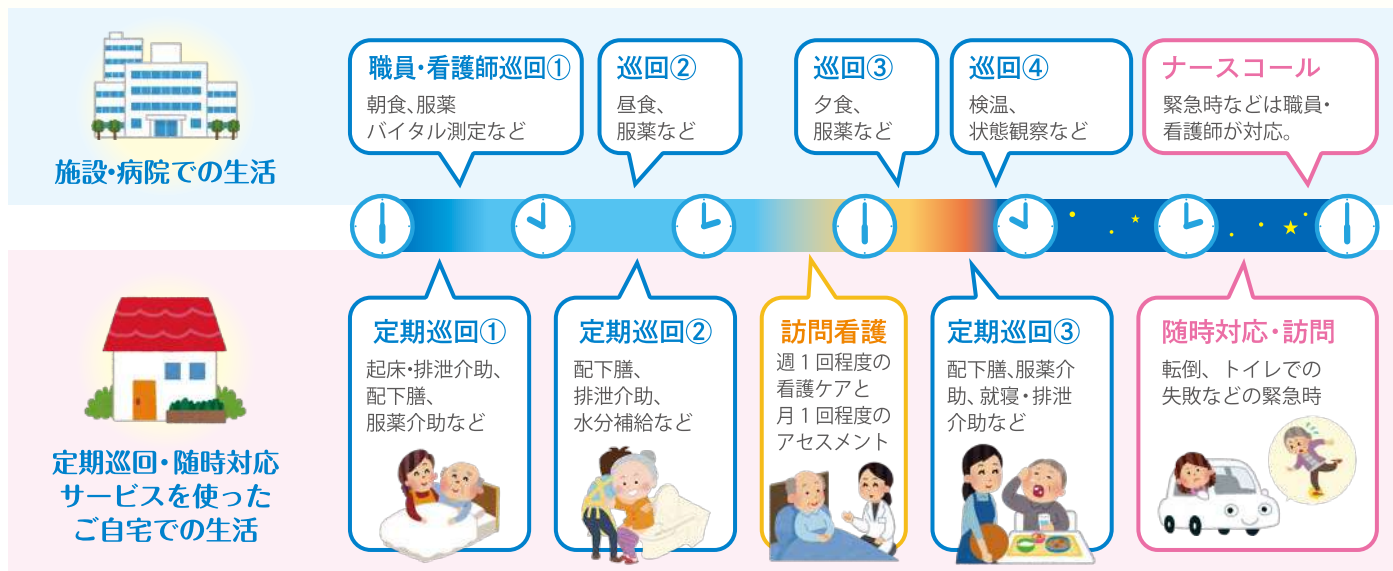 施設・病院での生活
職員・看護師巡回①
朝食、服薬
バイタル測定など
巡回②
昼食、
服薬など
巡回③
夕食、
服薬など
巡回④
検温、
状態観察など
ナースコール
緊急時などは職員・
看護師が対応。
定期巡回・随時対応
サービスを使った
ご自宅での生活
定期巡回①
起床・排泄介助、
配下膳、
服薬介助など
定期巡回②
配下膳、
排泄介助、
水分補給など
訪問看護
週1回程度の
看護ケアと
月1回程度の
アセスメント
定期巡回③
配下膳、服薬介
助、就寝・排泄
介助など
随時対応・訪問
転倒、トイレでの
失敗などの緊急時